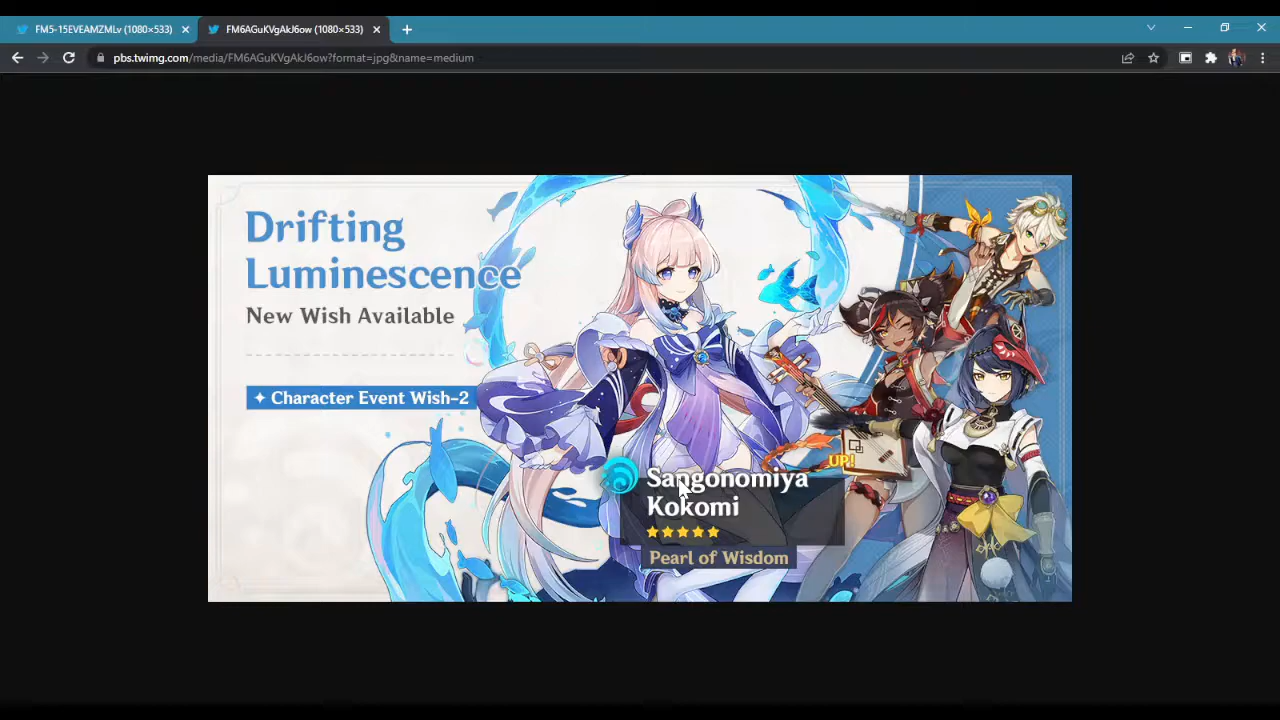 FM5-15EVEAMZMLv (1080×533)
FM6AGuKVgAkJ6ow (1080×533)
pbs.twimg.com/media/FM6AGuKVgAkJ6ow?format=jpg&name=medium
Drifting
Luminescence
New Wish Available
Character Event Wish-2
UP!
Sangonomiya
Kokomi
Pearl of Wisdom